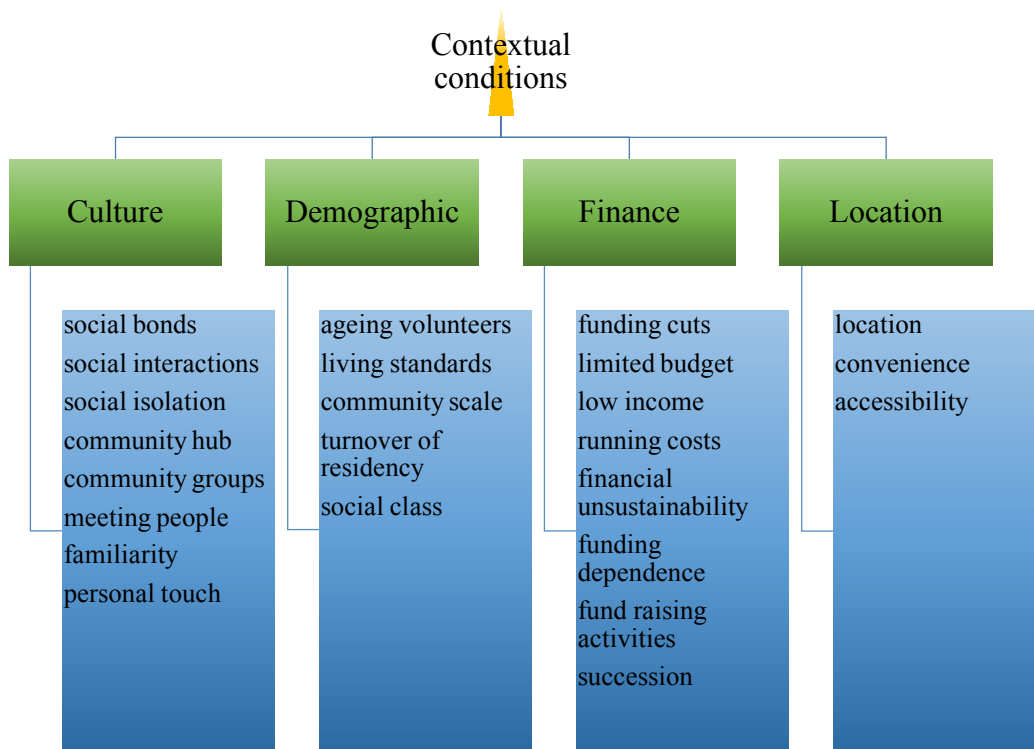 Contextual
conditions
Culture
Demographic
Finance
Location
social bonds
social interactions
social isolation
community hub
community groups
meeting people
familiarity
personal touch
ageing volunteers
living standards
community scale
turnover of
residency
social class
funding cuts
limited budget
low income
running costs
financial
unsustainability
funding
dependence
fund raising
activities
succession
location
convenience
accessibility